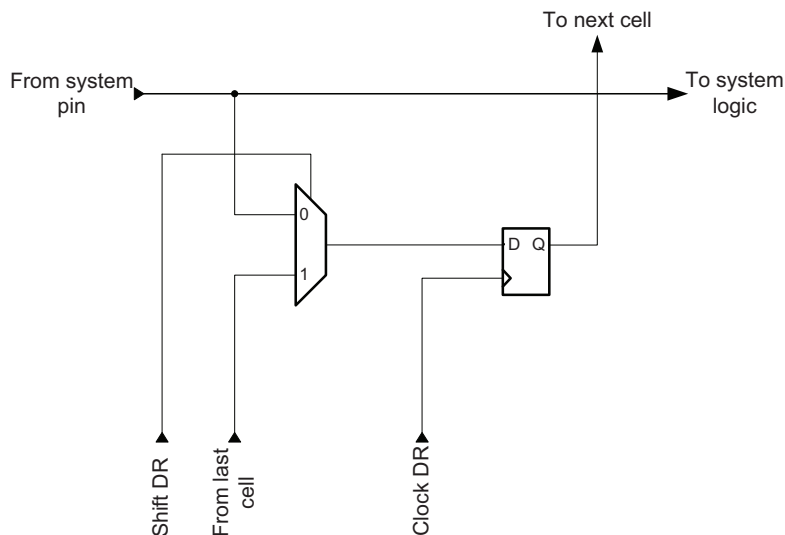 To next cell
From system
pin
To system
logic
0
1
D Q
Shift DR
From last
cell
Clock DR